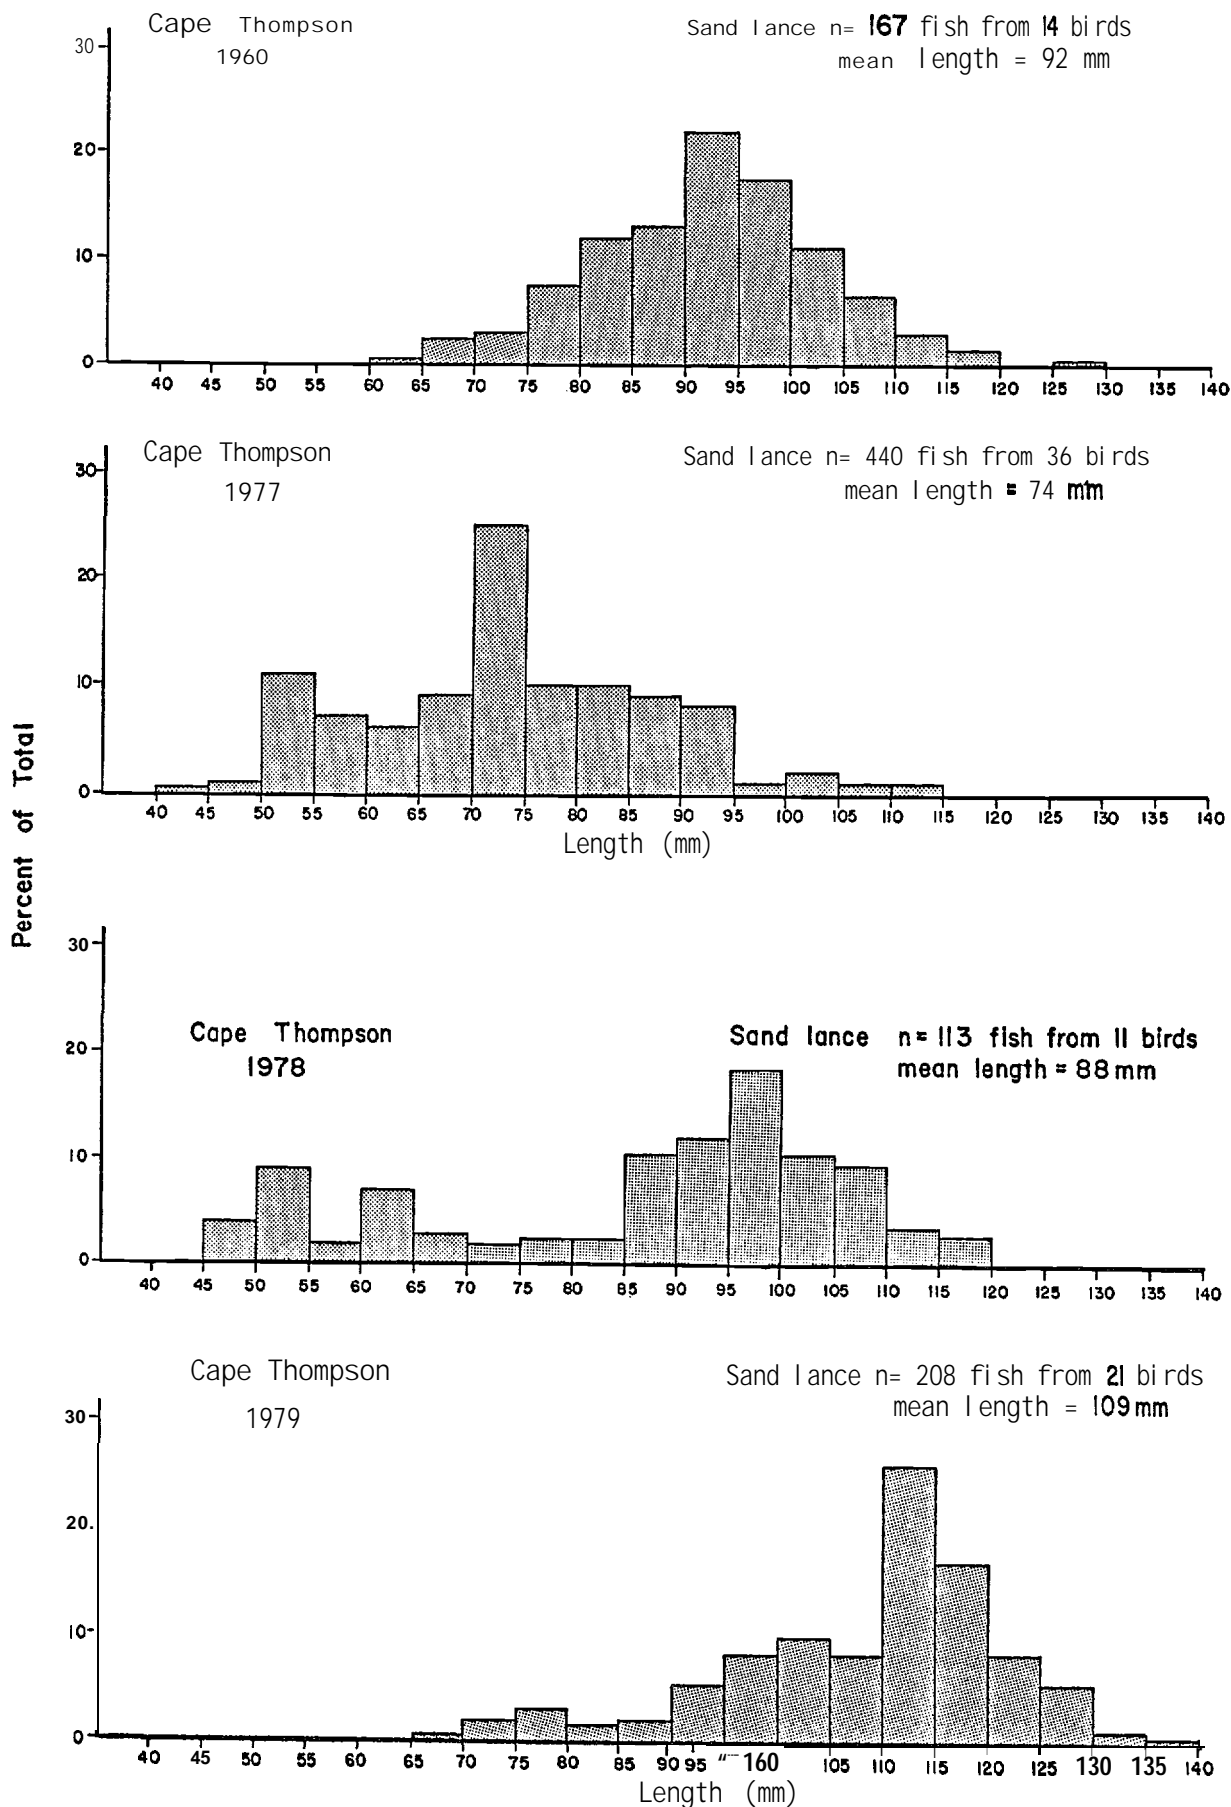 Cape Thompson
1960
Sand lance n= 167 fish from 14 birds
mean length = 92 mm
30
20
10
0
40 45 50 55 60 65 70 75 80 85 90 95 100 105 110 115 120 125 130 135 140
Cape Thompson
1977
Sand lance n= 440 fish from 36 birds
mean length = 74 mm
30
20
10
0
40 45 50 55 60 65 70 75 80 85 90 95 100 105 110 115 120 125 130 135 140
Length (mm)
Percent of Total
Cape Thompson
1978
Sand lance n= 113 fish from 11 birds
mean length = 88 mm
30
20
10
0
40 45 50 55 60 65 70 75 80 85 90 95 100 105 110 115 120 125 130 135 140
Cape Thompson
1979
Sand lance n= 208 fish from 21 birds
mean length = 109 mm
30
20.
10
0
40 45 50 55 60 65 70 75 80 85 90 95 160 105 110 115 120 125 130 135 140
Length (mm)